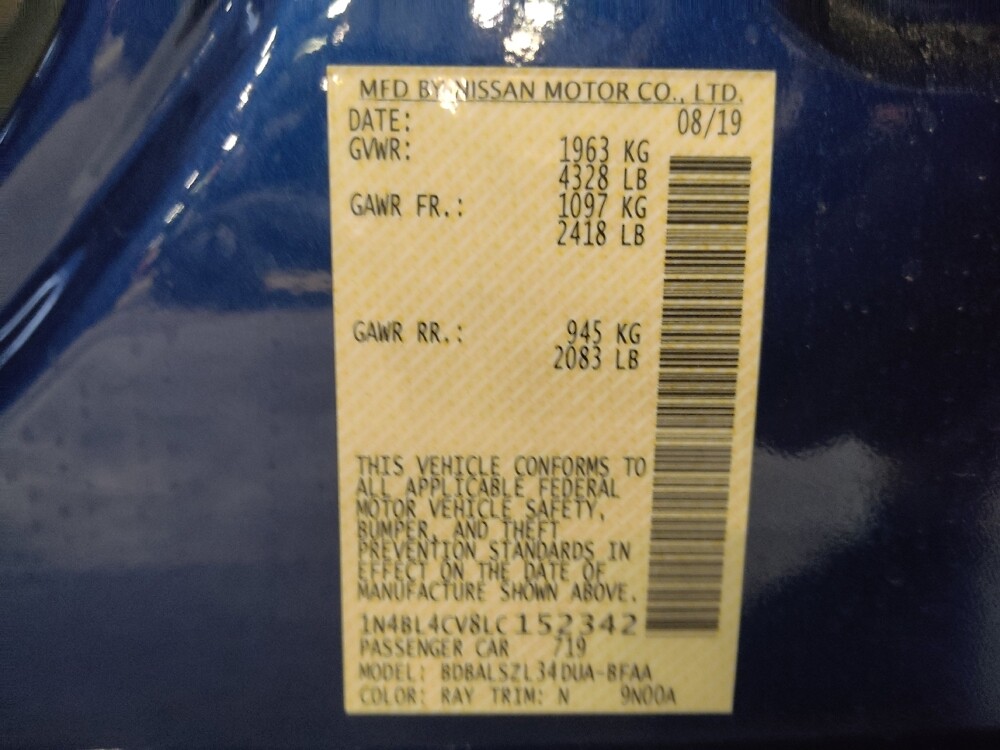 MFD BY NISSAN MOTOR CO., LTD.
DATE: 08/19
GVWR: 1963 KG
4328 LB
GAWR FR.: 1097 KG
2418 LB
GAWR RR.: 945 KG
2083 LB
THIS VEHICLE CONFORMS TO
ALL APPLICABLE FEDERAL
MOTOR VEHICLE SAFETY,
BUMPER, AND THEFT
PREVENTION STANDARDS IN
EFFECT ON THE DATE OF
MANUFACTURE SHOWN ABOVE.
1N4BL4CV8LC152342
PASSENGER CAR 719
MODEL: BDBALSZL34DUA-BFAA
COLOR: RAY TRIM: N 9N00A